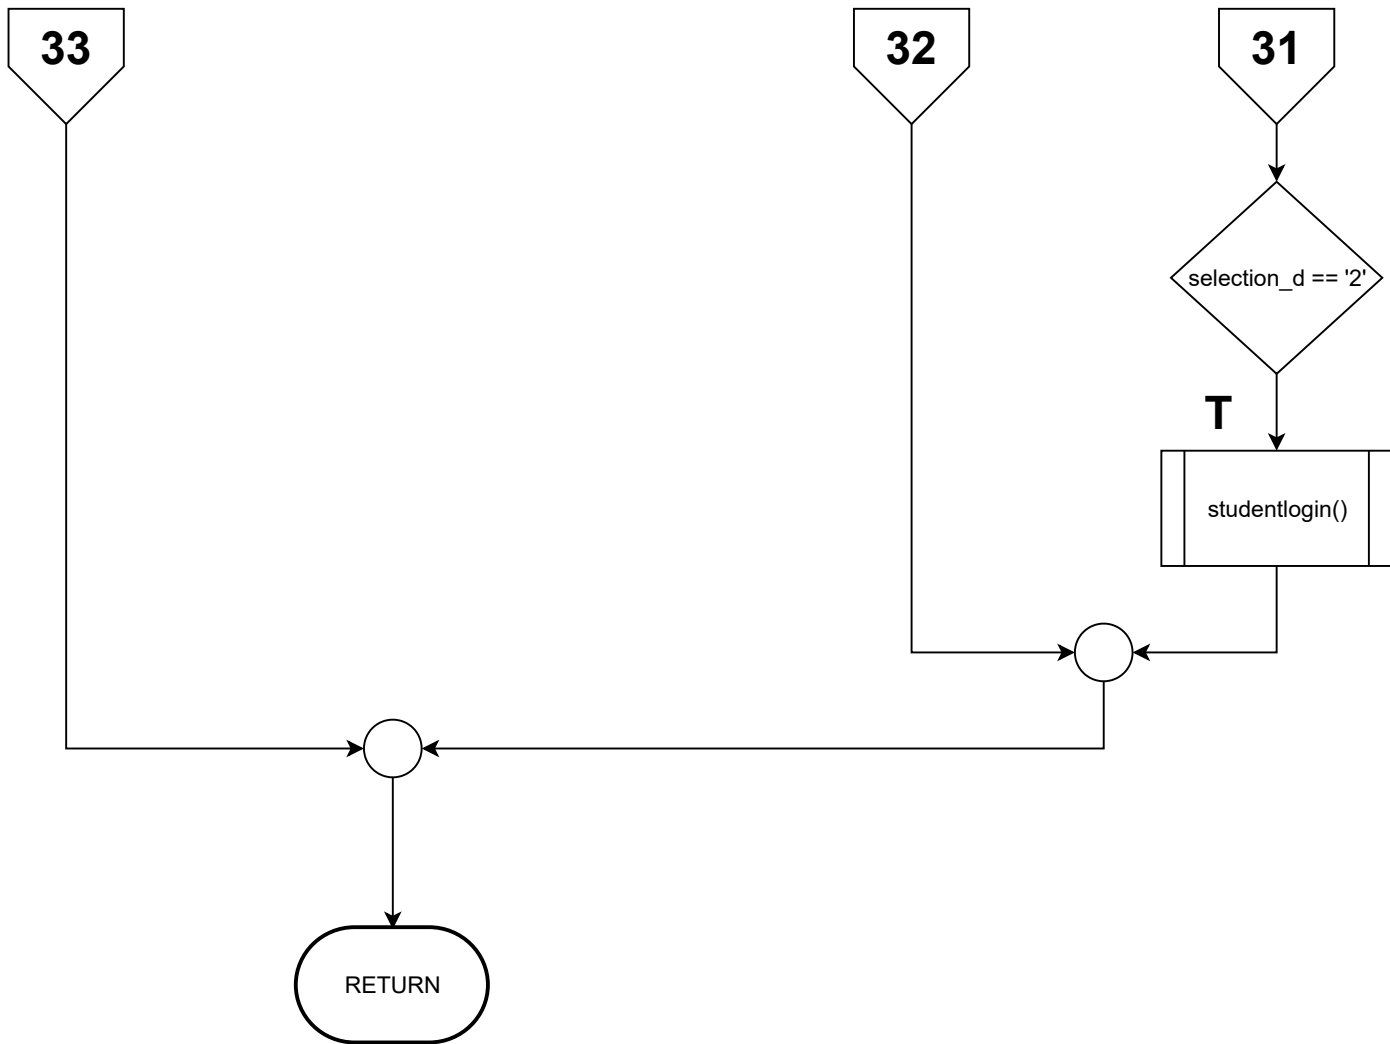 33
32
31
selection_d == '2'
T
studentlogin()
RETURN